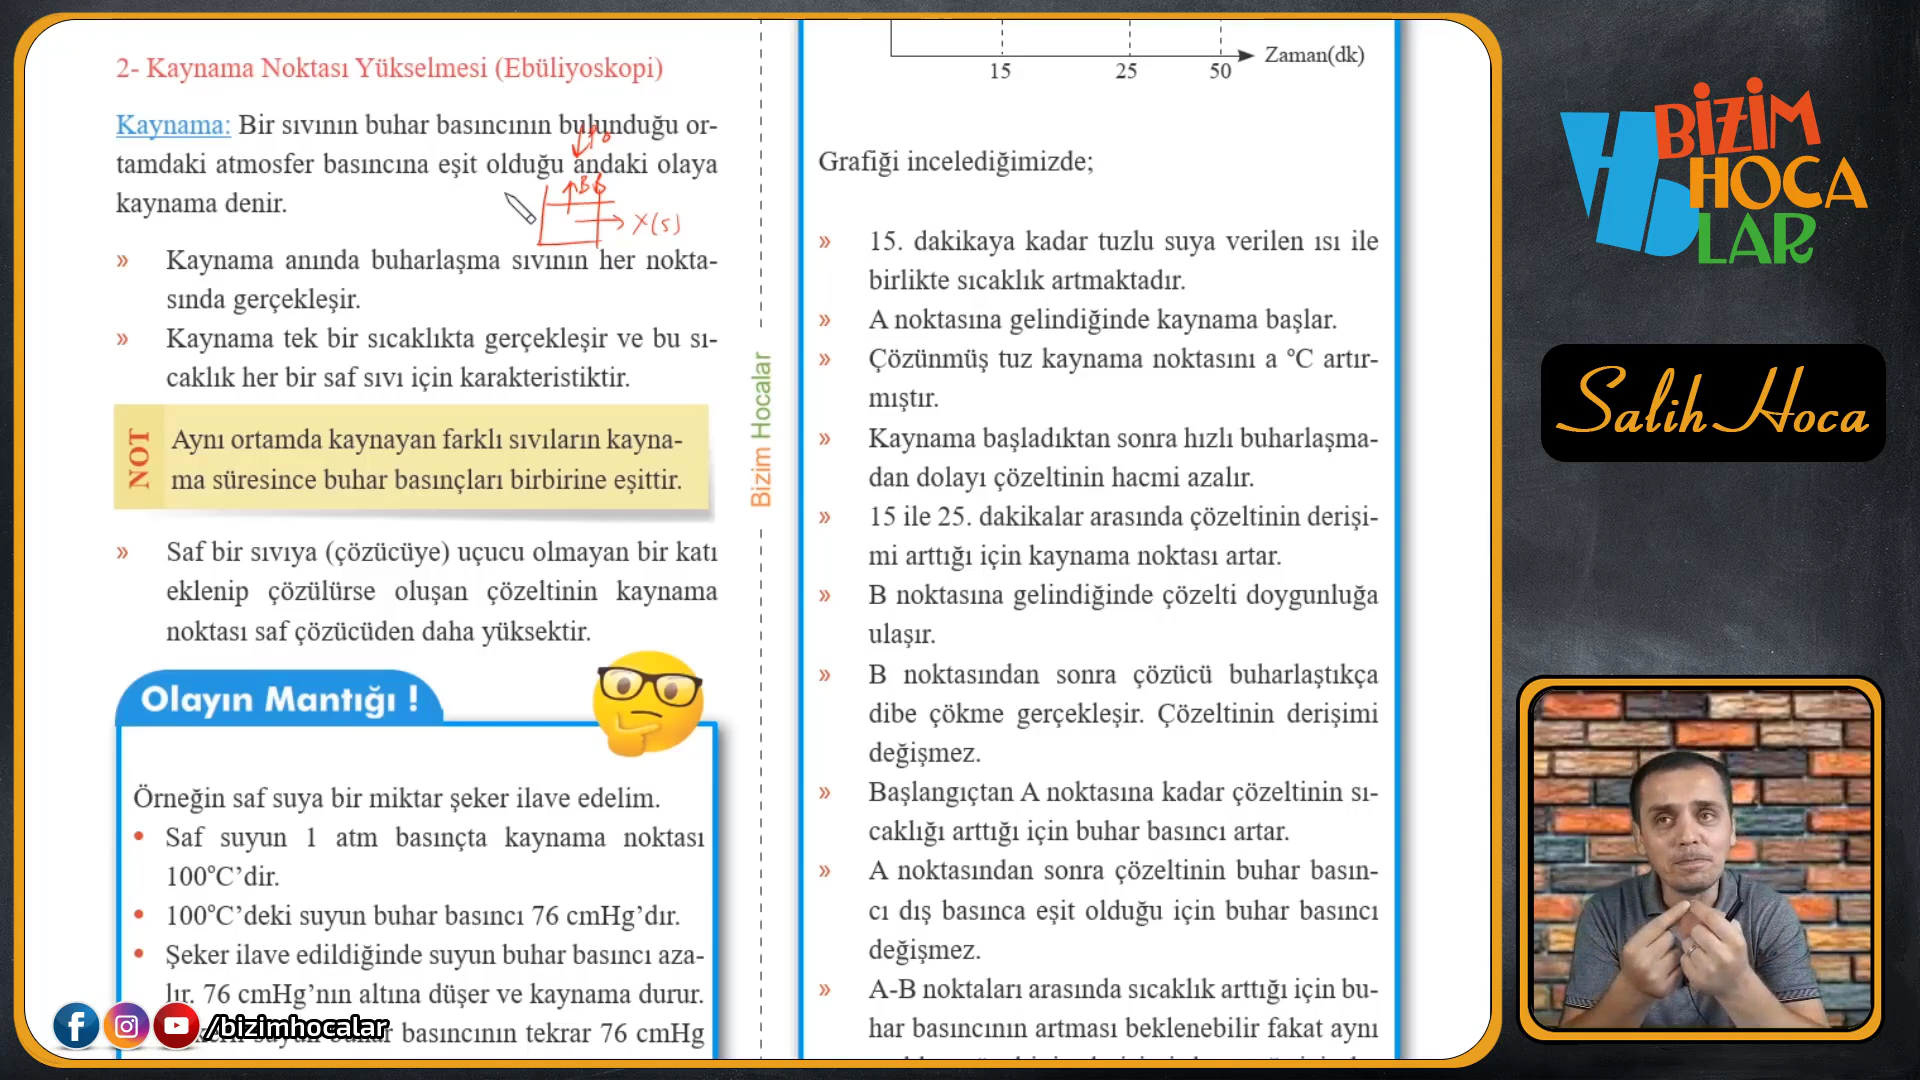 2- Kaynama Noktası Yükselmesi (Ebüliyoskopi)
Kaynama: Bir sıvının buhar basıncının bulunduğu or-
tamdaki atmosfer basıncına eşit olduğu andaki olaya
kaynama denir.
P0
BB
X(s)
» Kaynama anında buharlaşma sıvının her nokta-
sında gerçekleşir.
» Kaynama tek bir sıcaklıkta gerçekleşir ve bu sı-
caklık her bir saf sıvı için karakteristiktir.
NOT
Aynı ortamda kaynayan farklı sıvıların kayna-
ma süresince buhar basınçları birbirine eşittir.
» Saf bir sıvıya (çözücüye) uçucu olmayan bir katı
eklenip çözülürse oluşan çözeltinin kaynama
noktası saf çözücüden daha yüksektir.
Olayın Mantığı !
Örneğin saf suya bir miktar şeker ilave edelim.
• Saf suyun 1 atm basınçta kaynama noktası
100°C’dir.
• 100°C’deki suyun buhar basıncı 76 cmHg’dır.
• Şeker ilave edildiğinde suyun buhar basıncı aza-
lır. 76 cmHg’nın altına düşer ve kaynama durur.
suyun buhar basıncının tekrar 76 cmHg
/bizimhocalar
Bizim Hocalar
Zaman(dk)
15 25 50
Grafiği incelediğimizde;
» 15. dakikaya kadar tuzlu suya verilen ısı ile
birlikte sıcaklık artmaktadır.
» A noktasına gelindiğinde kaynama başlar.
» Çözünmüş tuz kaynama noktasını a °C artır-
mıştır.
» Kaynama başladıktan sonra hızlı buharlaşma-
dan dolayı çözeltinin hacmi azalır.
» 15 ile 25. dakikalar arasında çözeltinin derişi-
mi arttığı için kaynama noktası artar.
» B noktasına gelindiğinde çözelti doygunluğa
ulaşır.
» B noktasından sonra çözücü buharlaştıkça
dibe çökme gerçekleşir. Çözeltinin derişimi
değişmez.
» Başlangıçtan A noktasına kadar çözeltinin sı-
caklığı arttığı için buhar basıncı artar.
» A noktasından sonra çözeltinin buhar basın-
cı dış basınca eşit olduğu için buhar basıncı
değişmez.
» A-B noktaları arasında sıcaklık arttığı için bu-
har basıncının artması beklenebilir fakat aynı
BİZİM
HOCA
LAR
Salih Hoca